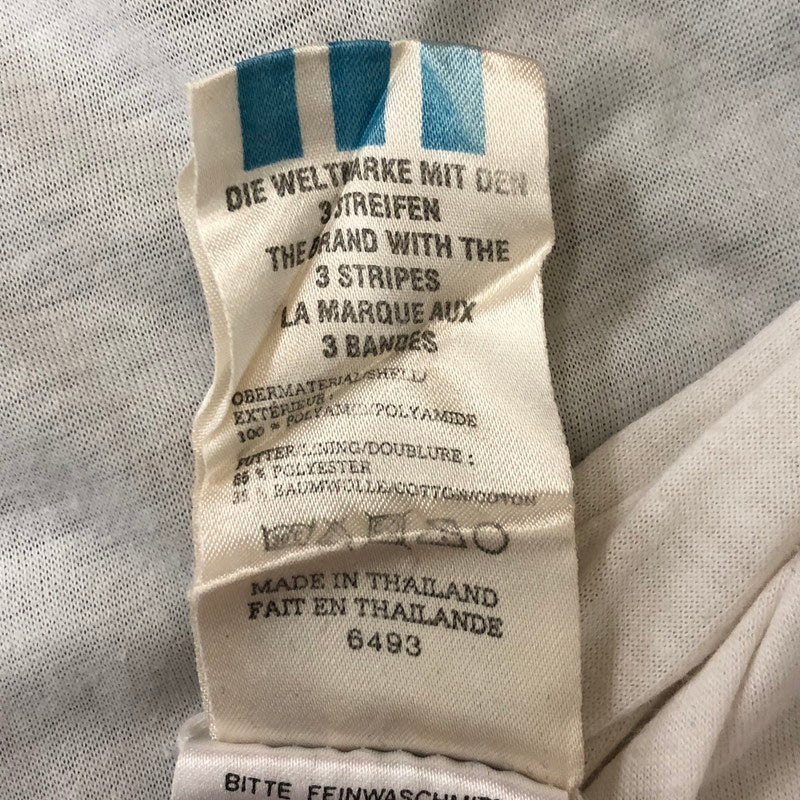 DIE WELTMARKE MIT DEN
3 STREIFEN
THE BRAND WITH THE
3 STRIPES
LA MARQUE AUX
3 BANDES
OBERMATERIAL/SHELL/
EXTÉRIEUR:
100 % POLYAMID/POLYAMIDE
FUTTER/LINING/DOUBLURE:
65 % POLYESTER
35 % BAUMWOLLE/COTTON/COTON
MADE IN THAILAND
FAIT EN THAILANDE
6493
BITTE